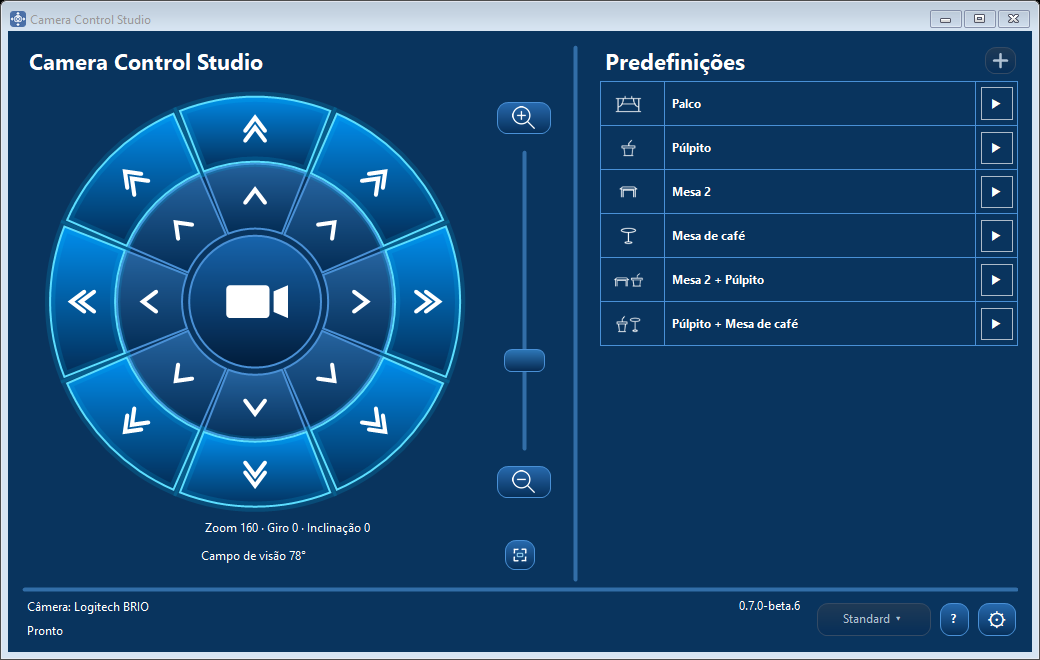 Camera Control Studio
Camera Control Studio
Predefinições
Palco
Púlpito
Mesa 2
Mesa de café
Mesa 2 + Púlpito
Púlpito + Mesa de café
Zoom 160 · Giro 0 · Inclinação 0
Campo de visão 78°
Câmera: Logitech BRIO
Pronto
0.7.0-beta.6
Standard
?